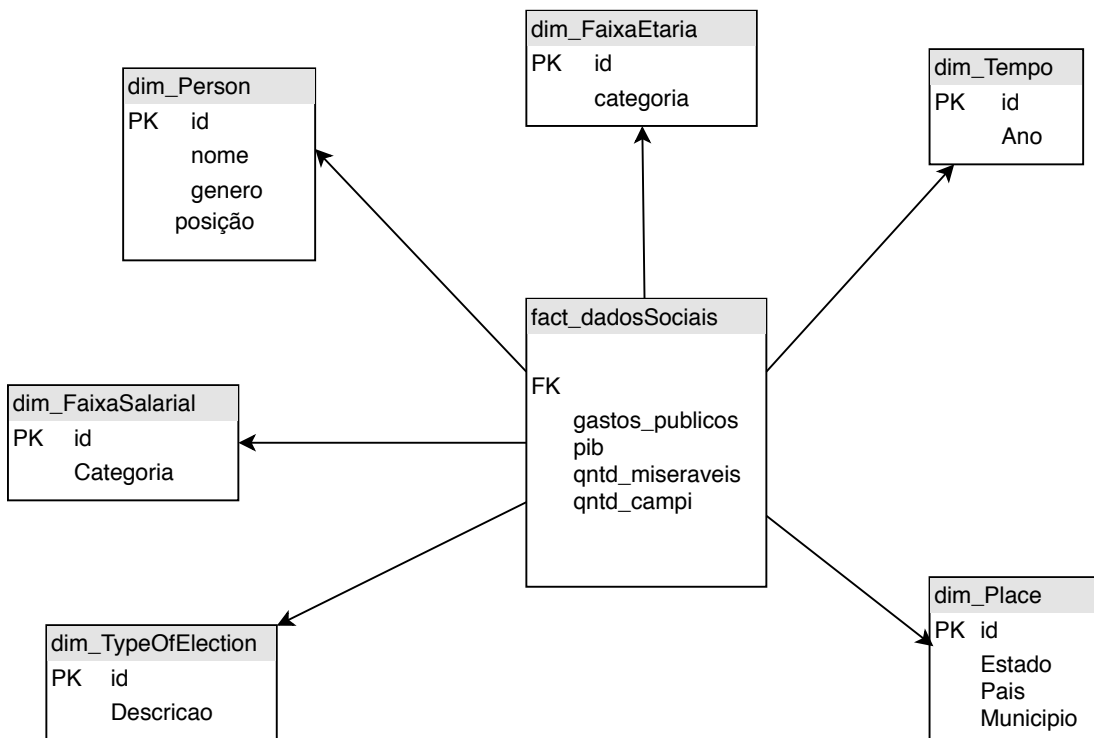 dim_FaixaEtaria
PK id
categoria
dim_Person
PK id
nome
genero
posição
dim_Tempo
PK id
Ano
fact_dadosSociais
FK
gastos_publicos
pib
qntd_miseraveis
qntd_campi
dim_FaixaSalarial
PK id
Categoria
dim_TypeOfElection
PK id
Descricao
dim_Place
PK id
Estado
Pais
Municipio